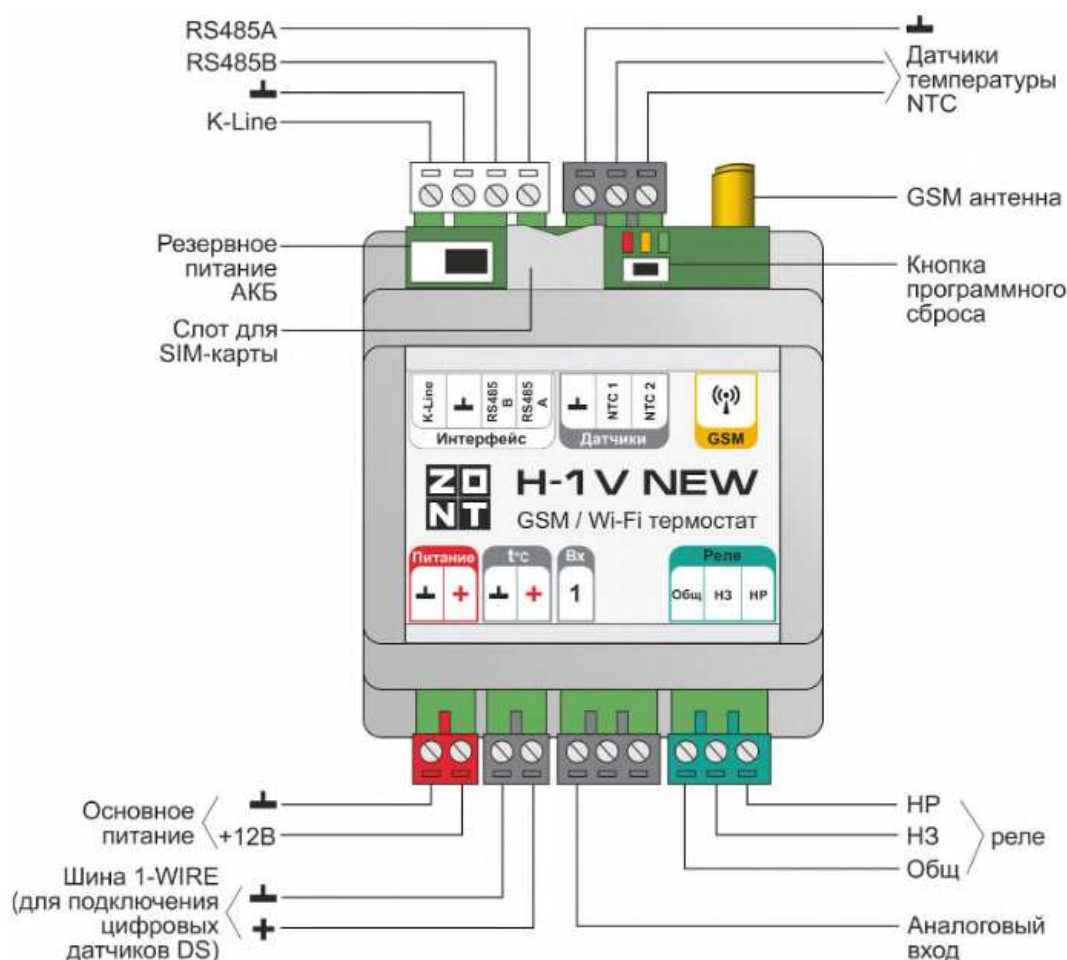 RS485A
RS485B
K-Line
Датчики
температуры
NTC
GSM антенна
Резервное
питание
АКБ
Кнопка
программного
сброса
Слот для
SIM-карты
K-Line
RS485
B
RS485
A
NTC 1
NTC 2
Интерфейс
Датчики
GSM
ZONT
H-1V NEW
GSM / Wi-Fi термостат
Питание
t°C
Вх
Реле
+
+
1
Общ
НЗ
НР
Основное
питание
+12В
НР
НЗ
Общ
реле
Шина 1-WIRE
(для подключения
цифровых
датчиков DS)
+
Аналоговый
вход